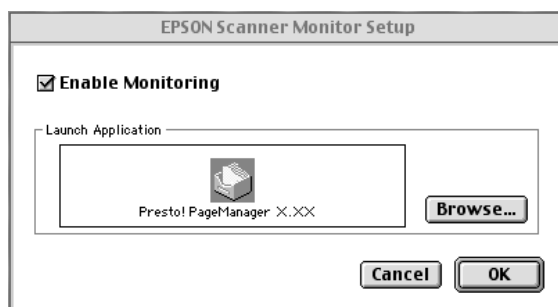 EPSON Scanner Monitor Setup
Enable Monitoring
Launch Application
Presto! PageManager X.XX
Browse...
Cancel
OK